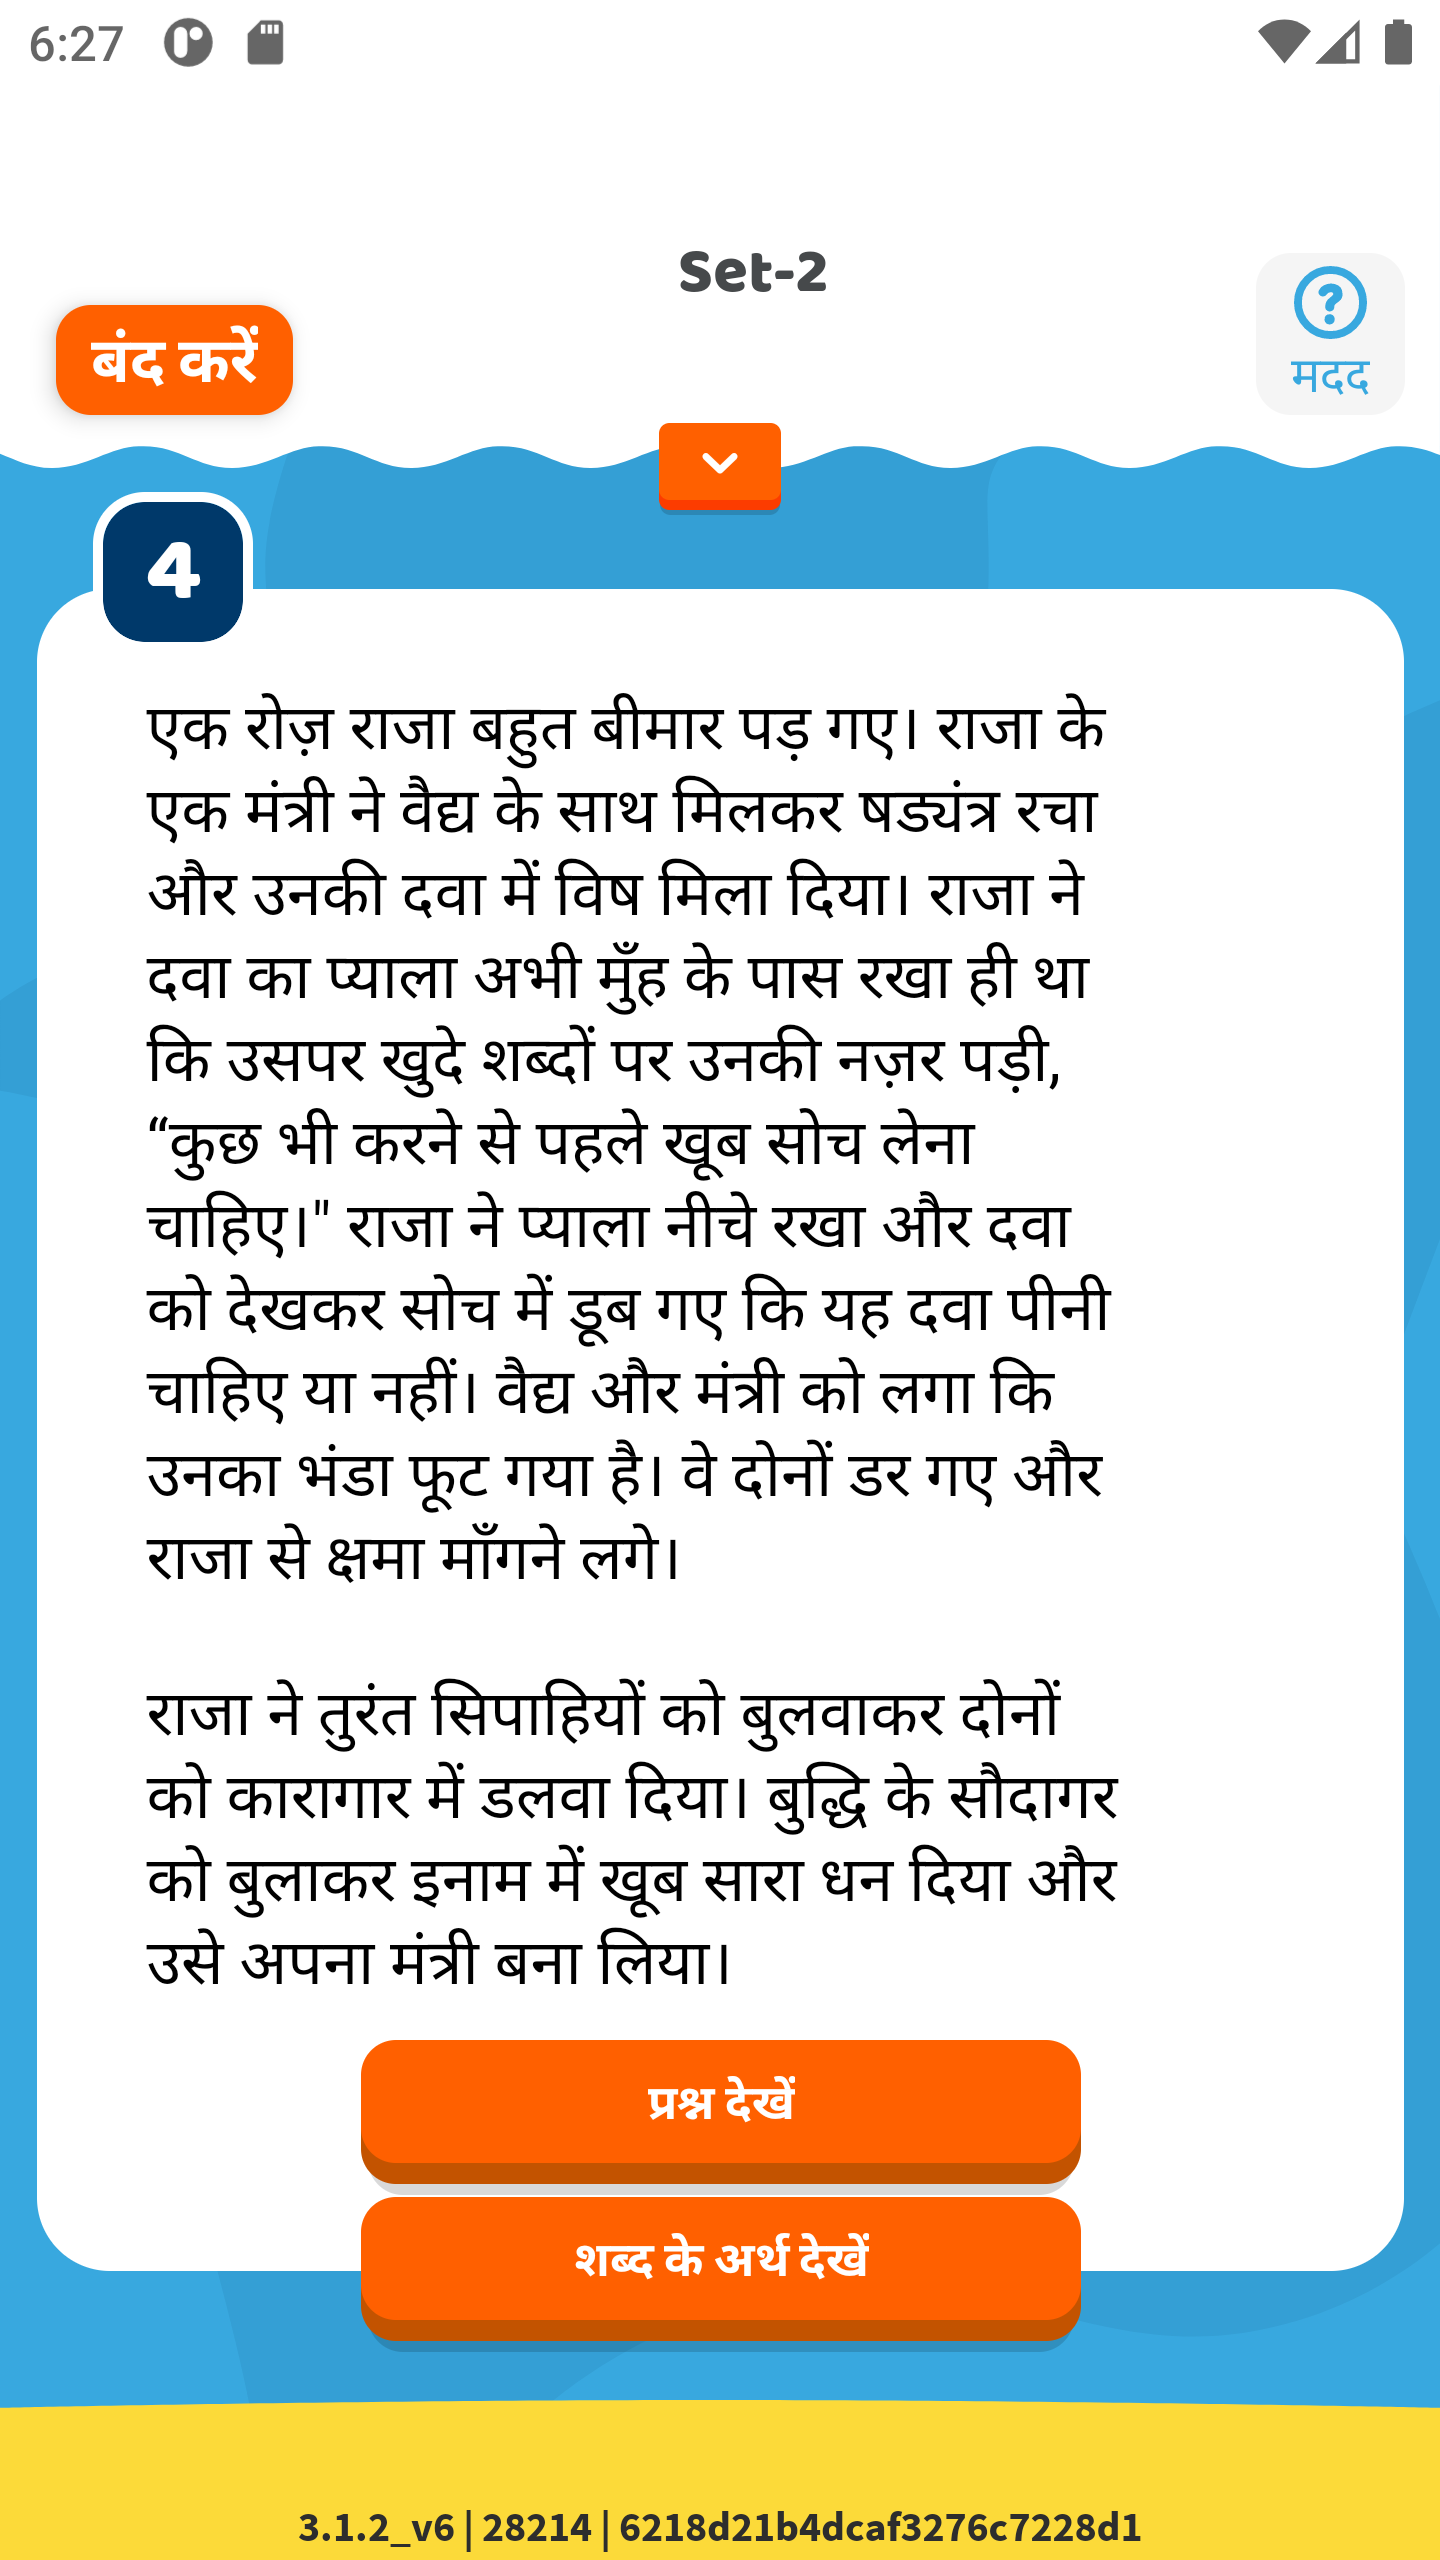 6:27
Set-2
बंद करें
?
मदद
4
एक रोज़ राजा बहुत बीमार पड़ गए। राजा के
एक मंत्री ने वैद्य के साथ मिलकर षड्यंत्र रचा
और उनकी दवा में विष मिला दिया। राजा ने
दवा का प्याला अभी मुँह के पास रखा ही था
कि उसपर खुदे शब्दों पर उनकी नज़र पड़ी,
“कुछ भी करने से पहले खूब सोच लेना
चाहिए।" राजा ने प्याला नीचे रखा और दवा
को देखकर सोच में डूब गए कि यह दवा पीनी
चाहिए या नहीं। वैद्य और मंत्री को लगा कि
उनका भंडा फूट गया है। वे दोनों डर गए और
राजा से क्षमा माँगने लगे।
राजा ने तुरंत सिपाहियों को बुलवाकर दोनों
को कारागार में डलवा दिया। बुद्धि के सौदागर
को बुलाकर इनाम में खूब सारा धन दिया और
उसे अपना मंत्री बना लिया।
प्रश्न देखें
शब्द के अर्थ देखें
3.1.2_v6 | 28214 | 6218d21b4dcaf3276c7228d1